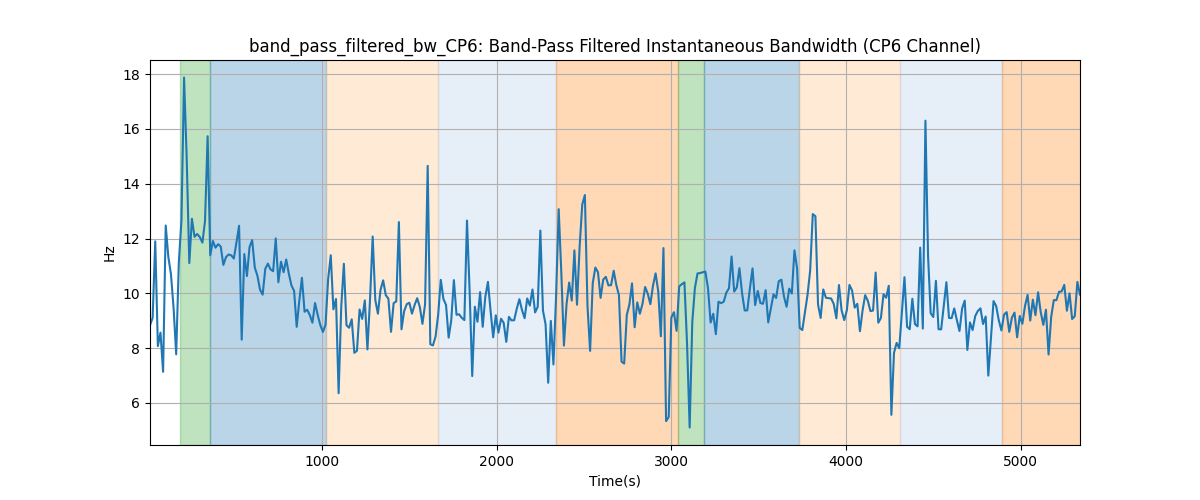 band_pass_filtered_bw_CP6: Band-Pass Filtered Instantaneous Bandwidth (CP6 Channel)
18
16
14
12
10
8
6
Hz
1000 2000 3000 4000 5000
Time(s)